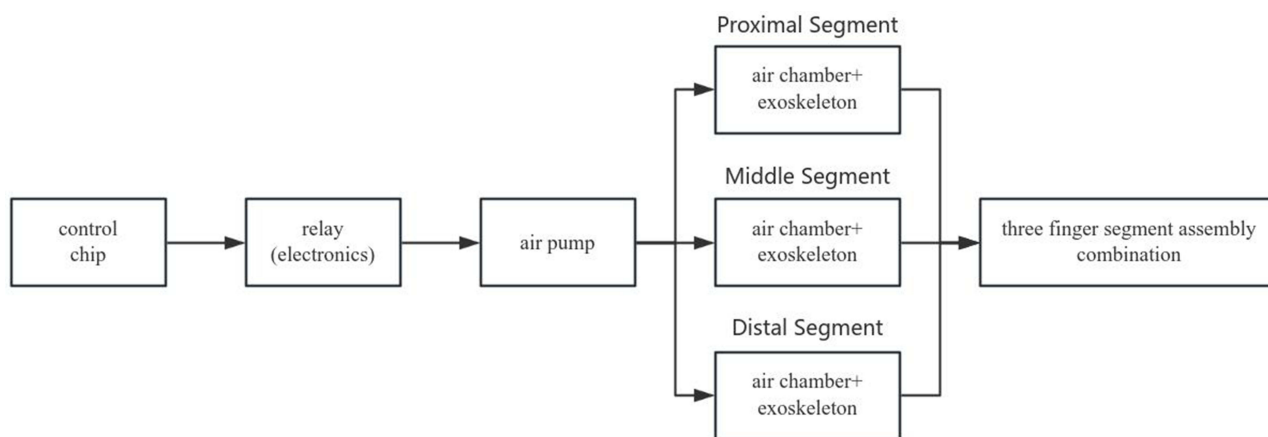 Proximal Segment
air chamber+
exoskeleton
Middle Segment
control
chip
relay
(electronics)
air pump
air chamber+
exoskeleton
three finger segment assembly
combination
Distal Segment
air chamber+
exoskeleton